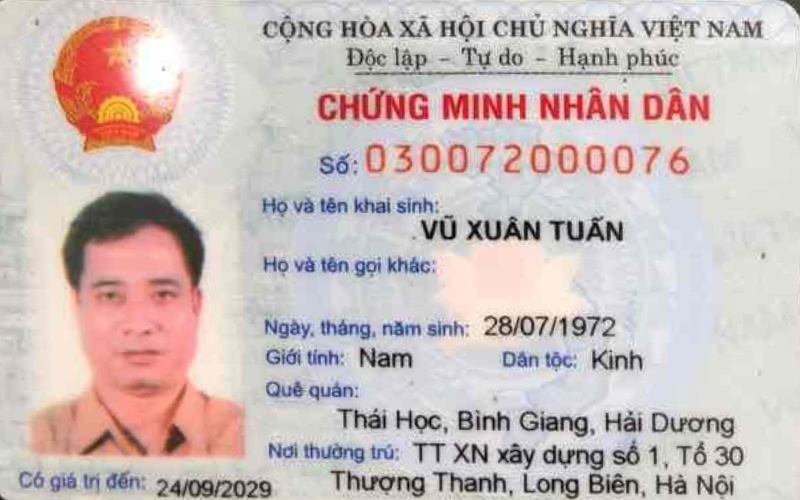 CỘNG HÒA XÃ HỘI CHỦ NGHĨA VIỆT NAM
Độc lập - Tự do - Hạnh phúc
CHỨNG MINH NHÂN DÂN
Số: 030072000076
Họ và tên khai sinh:
VŨ XUÂN TUẤN
Họ và tên gọi khác:
Ngày, tháng, năm sinh: 28/07/1972
Giới tính: Nam Dân tộc: Kinh
Quê quán:
Thái Học, Bình Giang, Hải Dương
Nơi thường trú: TT XN xây dựng số 1, Tổ 30
Thượng Thanh, Long Biên, Hà Nội
Có giá trị đến: 24/09/2029